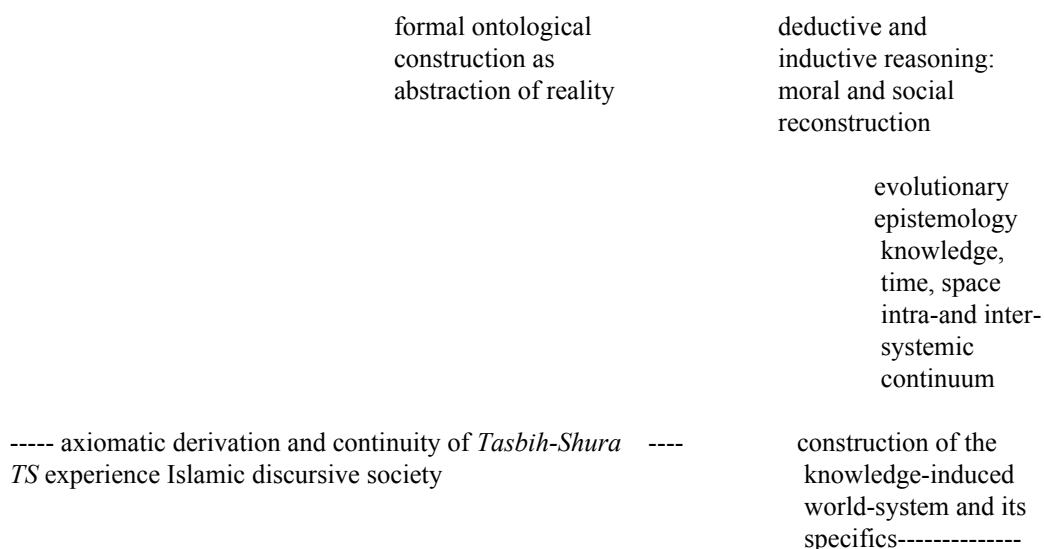 formal ontological
construction as
abstraction of reality
deductive and
inductive reasoning:
moral and social
reconstruction
evolutionary
epistemology
knowledge,
time, space
intra-and inter-
systemic
continuum
----- axiomatic derivation and continuity of Tasbih-Shura ----
TS experience Islamic discursive society
construction of the
knowledge-induced
world-system and its
specifics--------------